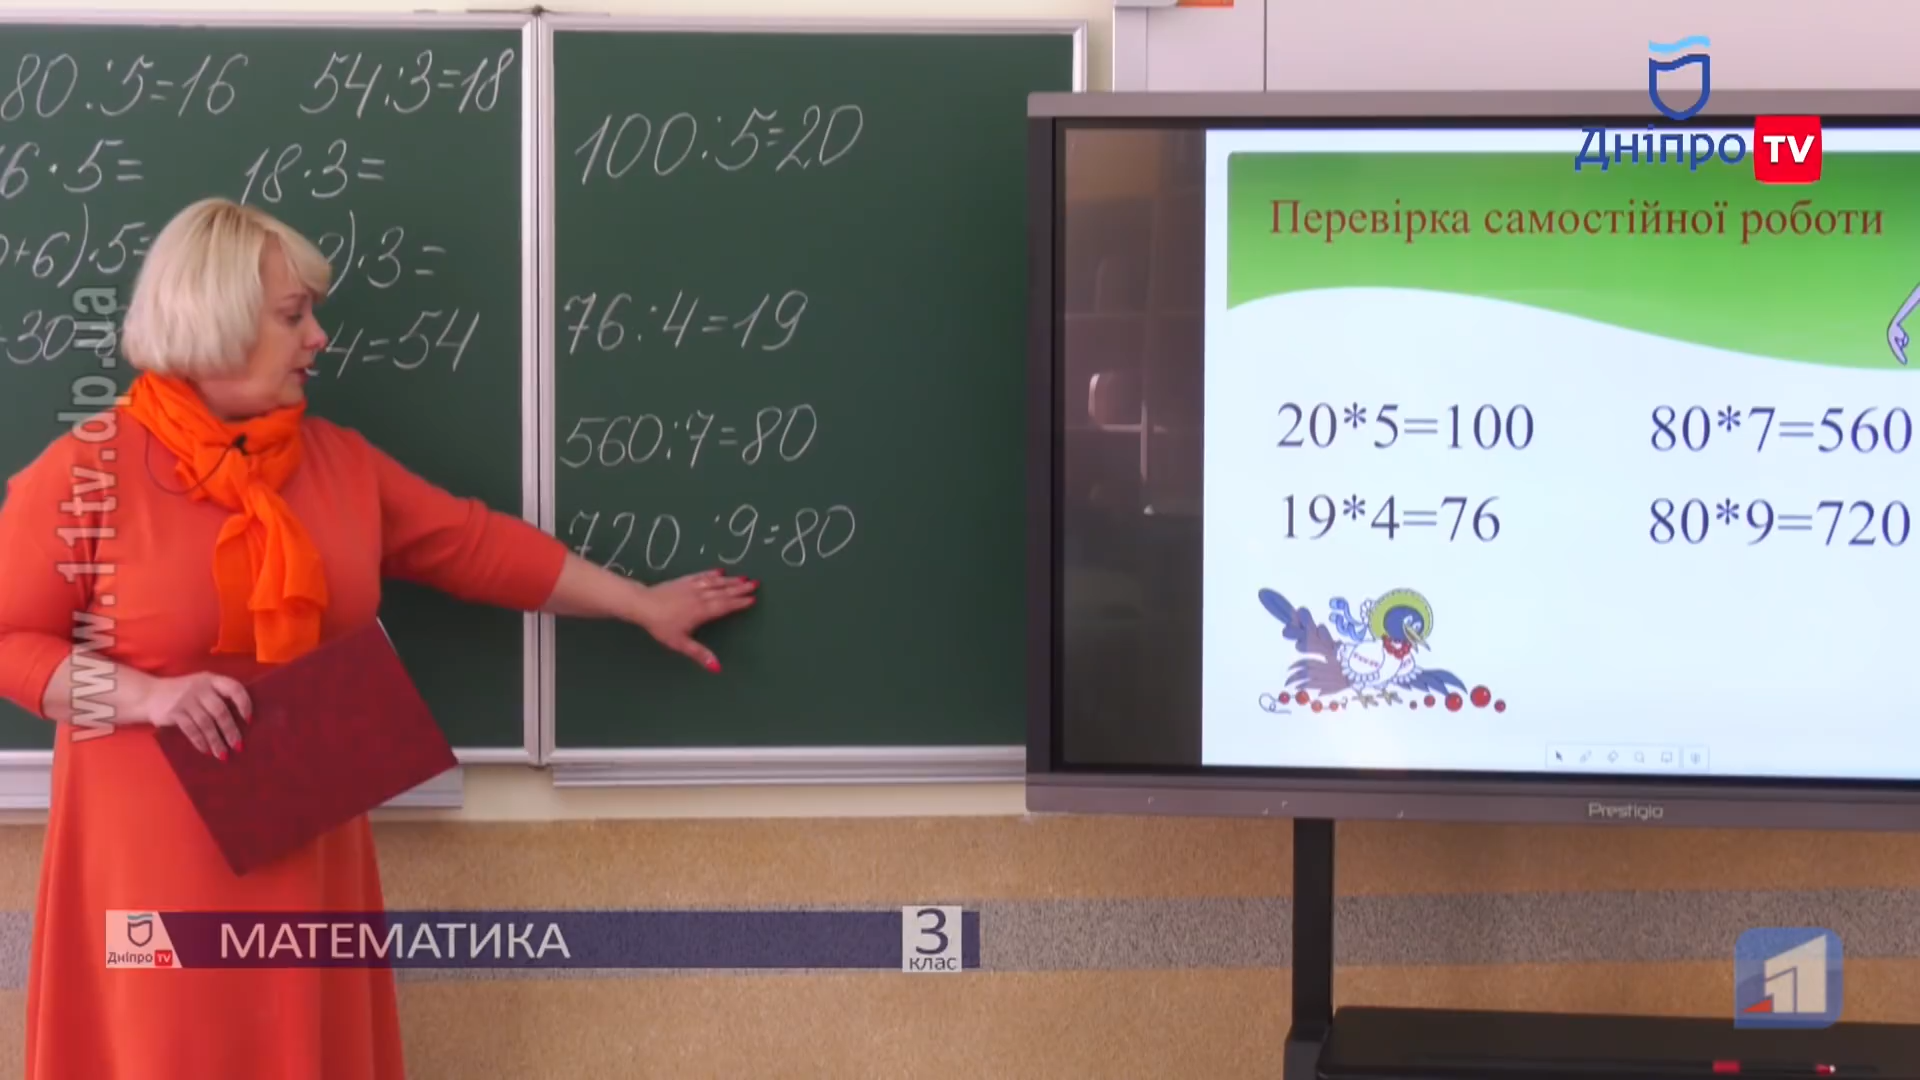 80:5=16 54:3=18
6·5= 18·3=
+6)·5= )·3=
30 4=54
100:5=20
76:4=19
560:7=80
720:9=80
Дніпро TV
Перевірка самостійної роботи
20*5=100 80*7=560
19*4=76 80*9=720
Prestigio
www.11tv.dp.ua
Дніпро TV
МАТЕМАТИКА
3
клас